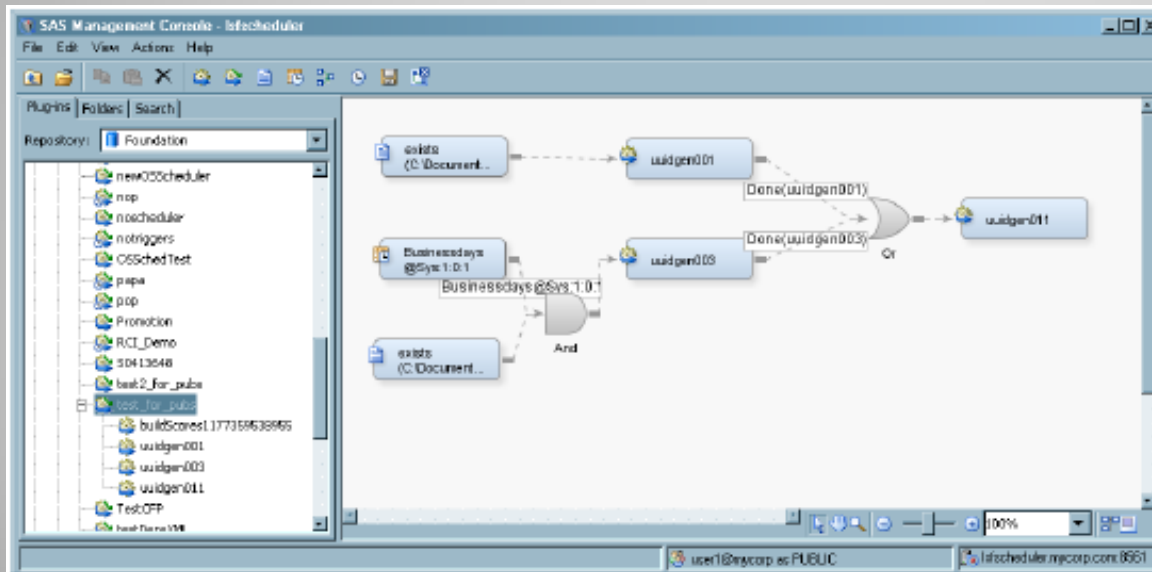 SAS Management Console - lsfscheduler
File Edit View Actions Help
Plug-ins Folders Search
Repository: Foundation
newOSScheduler
nop
noscheduler
notriggers
OSSchedTest
papa
pop
Promotion
RCI_Demo
S0413648
test2_for_pubs
test_for_pubs
buildScores1177359538955
uuidgen001
uuidgen003
uuidgen011
TestCFP
exists
(C:\Document...
uuidgen001
Done(uuidgen001)
uuidgen011
Or
Businessdays
@Sys:1:0:1
uuidgen003
Done(uuidgen003)
Businessdays@Sys:1:0:1
And
exists
(C:\Document...
100%
user1@mycorp as PUBLIC
lsfscheduler.mycorp.com:8561